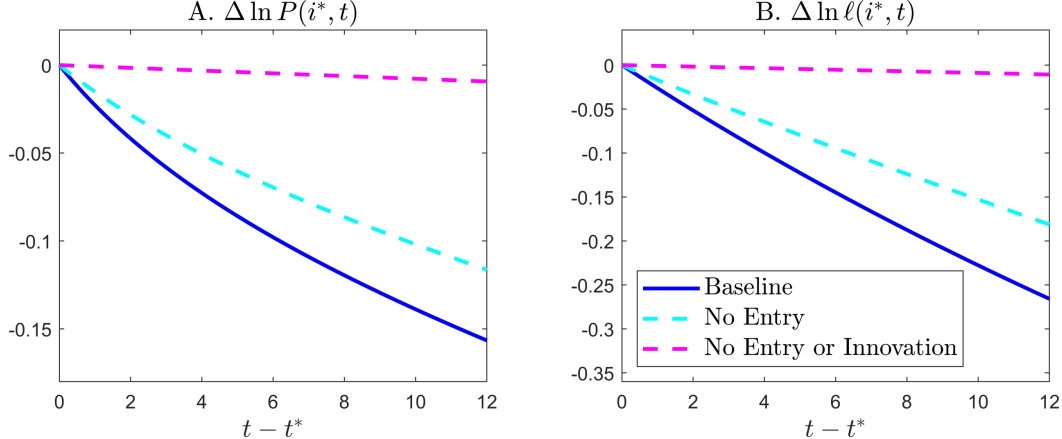 A. Δ ln P(i*, t)
0
-0.05
-0.1
-0.15
0 2 4 6 8 10 12
t − t*
B. Δ ln ℓ(i*, t)
0
-0.05
-0.1
-0.15
-0.2
-0.25
-0.3
-0.35
Baseline
No Entry
No Entry or Innovation
0 2 4 6 8 10 12
t − t*